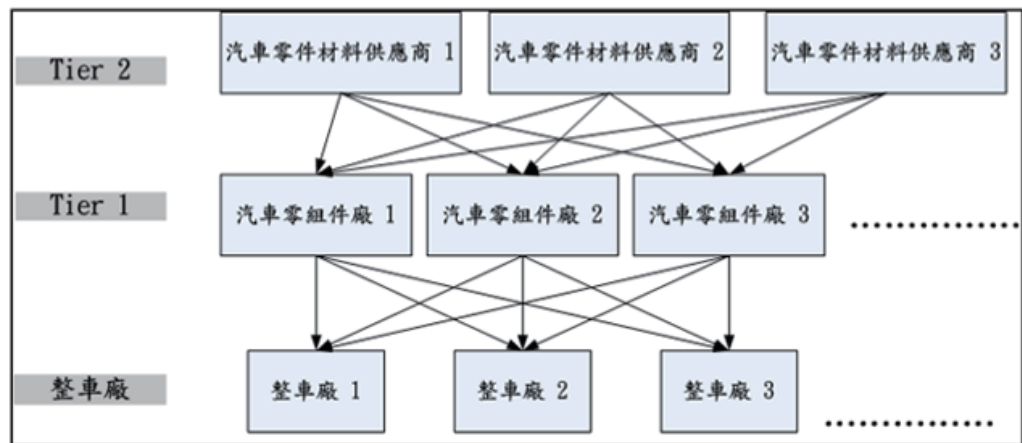 Tier 2
汽車零件材料供應商 1
汽車零件材料供應商 2
汽車零件材料供應商 3
Tier 1
汽車零組件廠 1
汽車零組件廠 2
汽車零組件廠 3
整車廠
整車廠 1
整車廠 2
整車廠 3